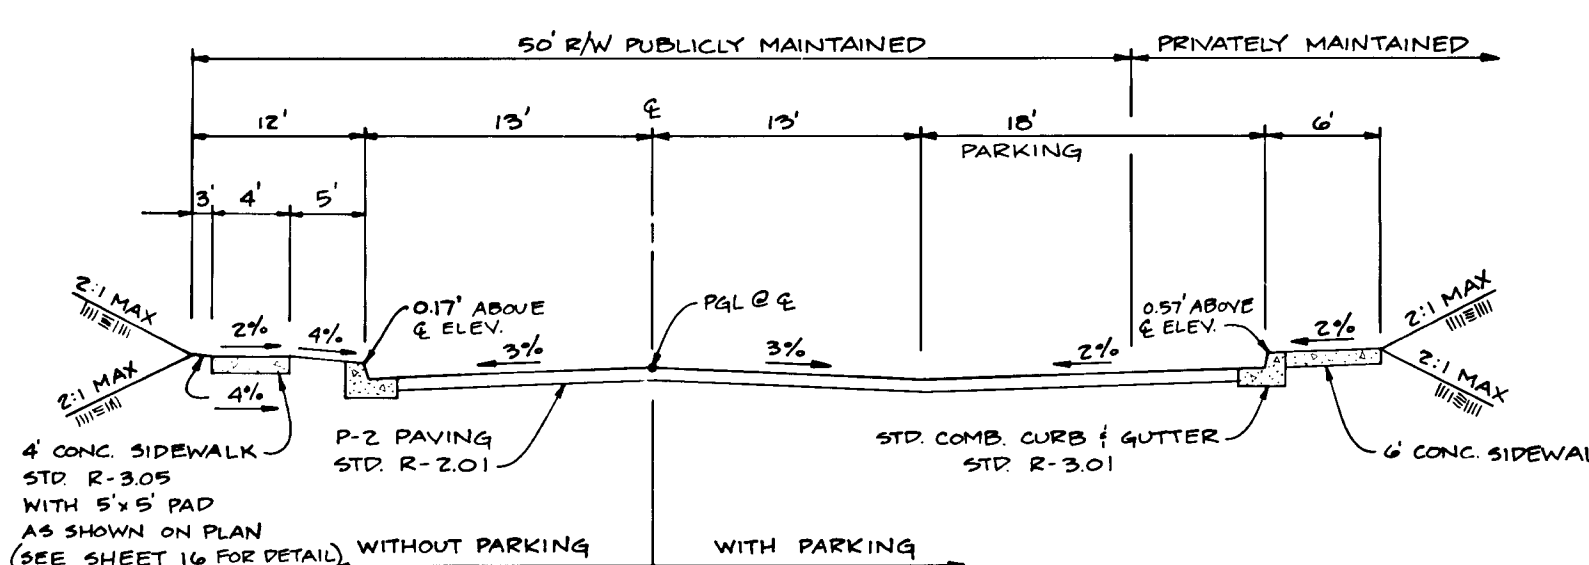 50' R/W PUBLICLY MAINTAINED
PRIVATELY MAINTAINED
℄
12'
13'
13'
18'
6'
PARKING
3'
4'
5'
2:1 MAX
2:1 MAX
2%
4%
4%
0.17' ABOVE
℄ ELEV.
3%
PGL @ ℄
3%
2%
0.57' ABOVE
℄ ELEV.
2%
2:1 MAX
2:1 MAX
4' CONC. SIDEWALK
STD. R-3.05
WITH 5'x5' PAD
AS SHOWN ON PLAN
(SEE SHEET 16 FOR DETAIL)
P-2 PAVING
STD. R-2.01
STD. COMB. CURB & GUTTER
STD. R-3.01
6' CONC. SIDEWAL
WITHOUT PARKING
WITH PARKING